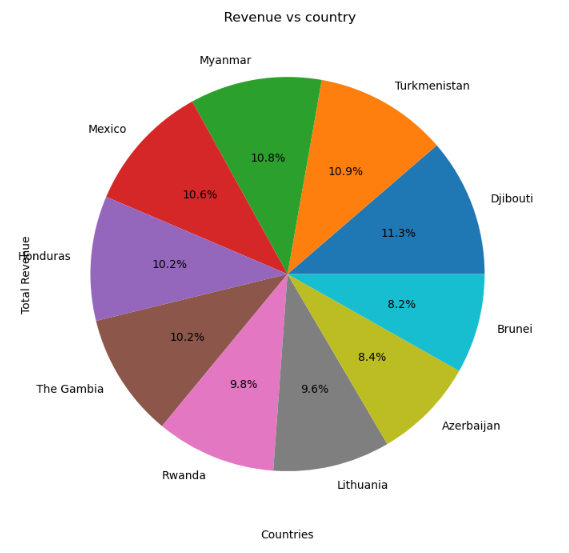 Revenue vs country
Myanmar
Turkmenistan
Mexico
10.8%
10.9%
10.6%
Djibouti
11.3%
Honduras
10.2%
Total Revenue
8.2%
Brunei
10.2%
8.4%
The Gambia
9.8%
9.6%
Azerbaijan
Rwanda
Lithuania
Countries